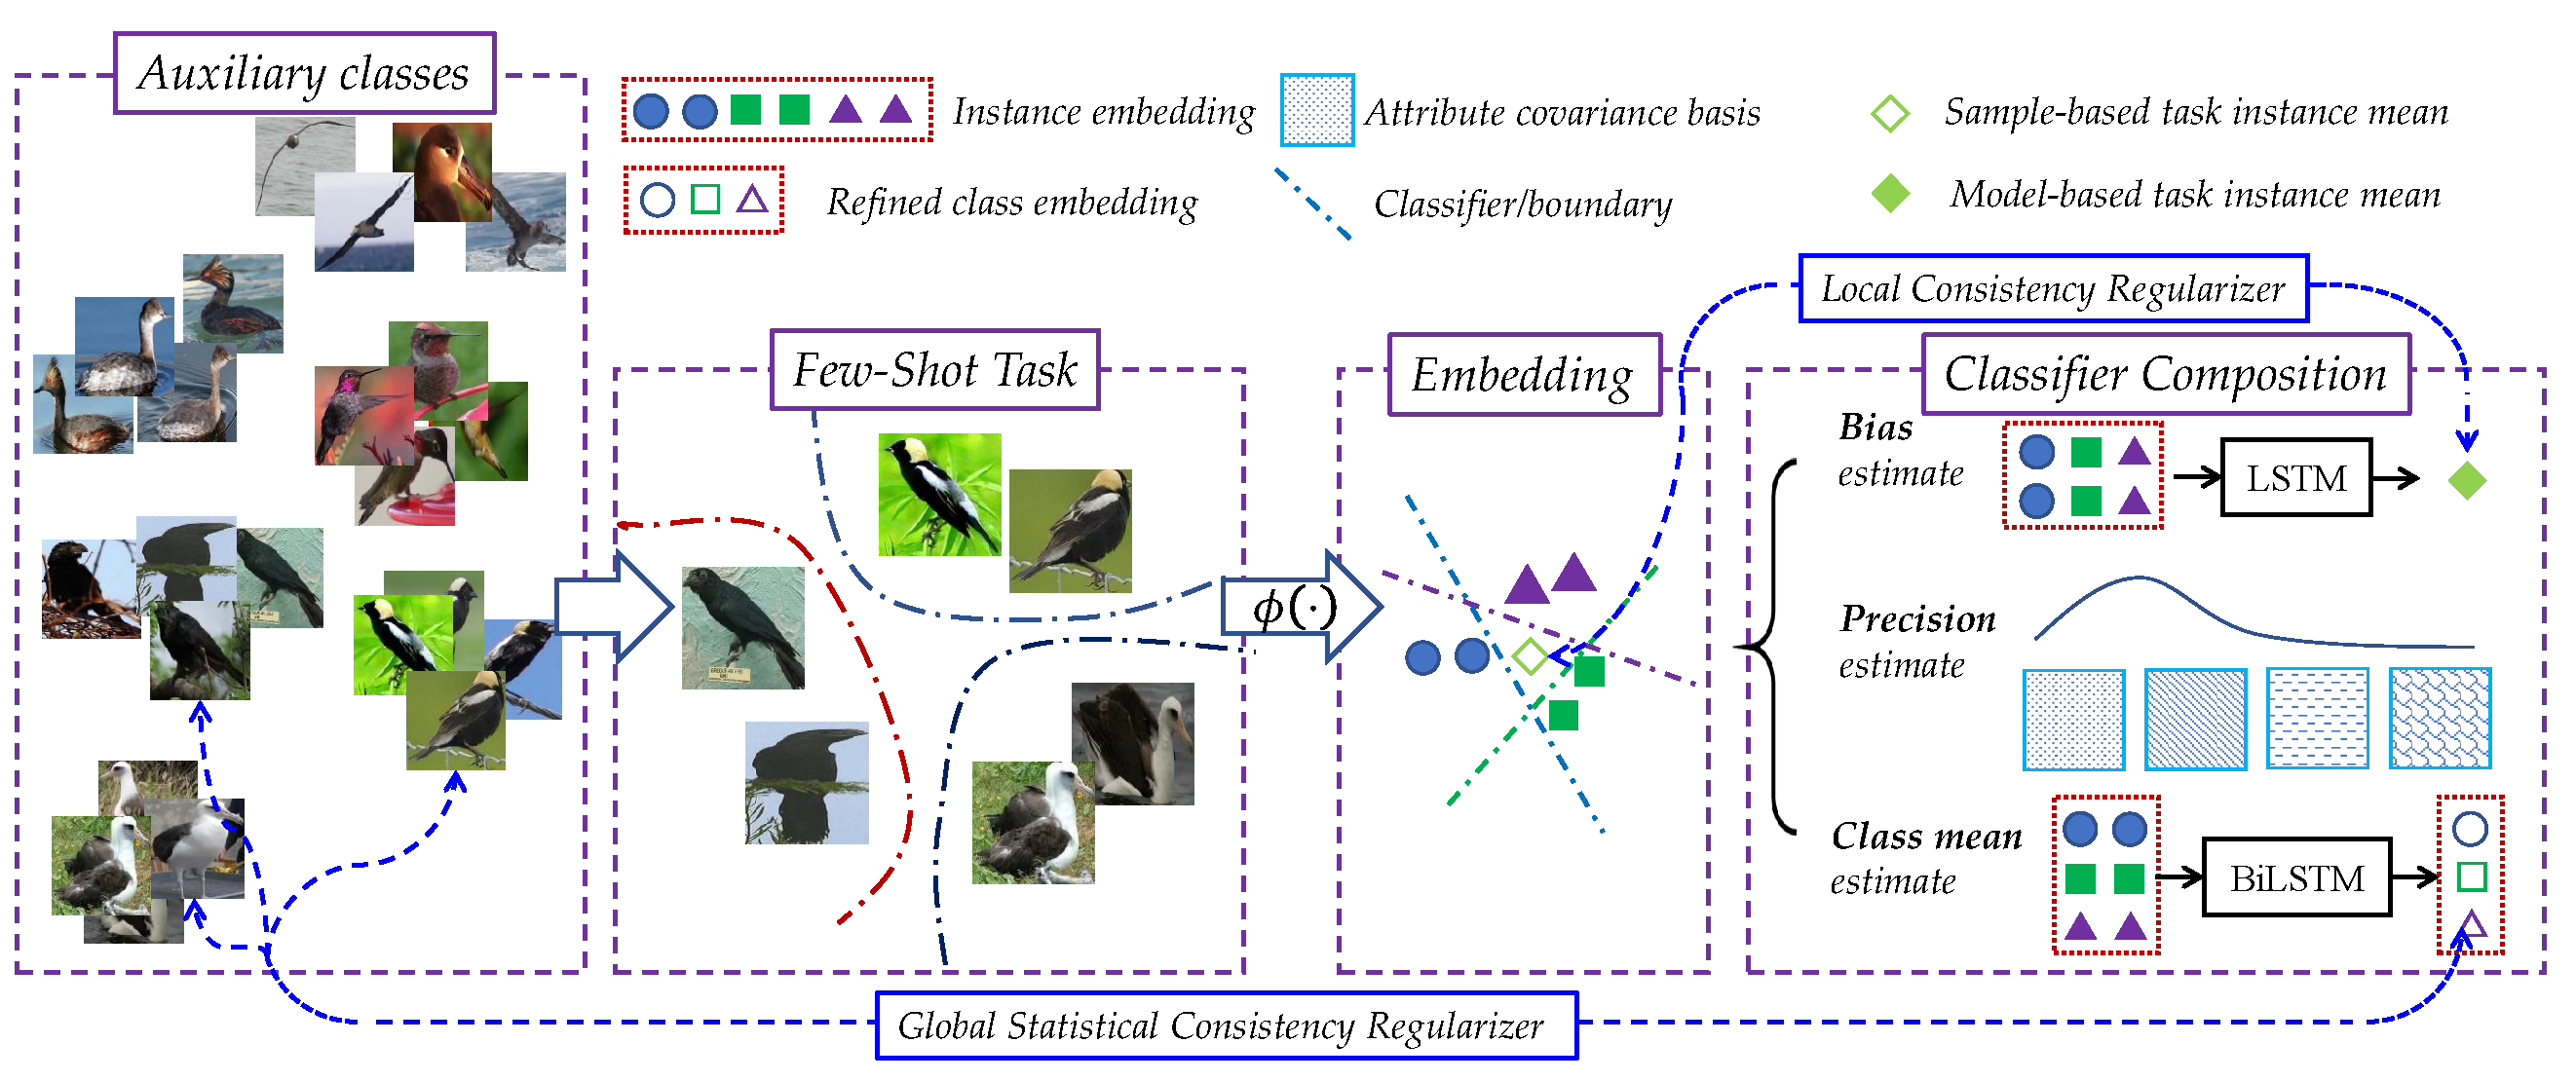 Auxiliary classes
Instance embedding
Attribute covariance basis
Sample-based task instance mean
Refined class embedding
Classifier/boundary
Model-based task instance mean
Local Consistency Regularizer
Few-Shot Task
Embedding
Classifier Composition
Bias
estimate
LSTM
ϕ(·)
Precision
estimate
Class mean
estimate
BiLSTM
Global Statistical Consistency Regularizer